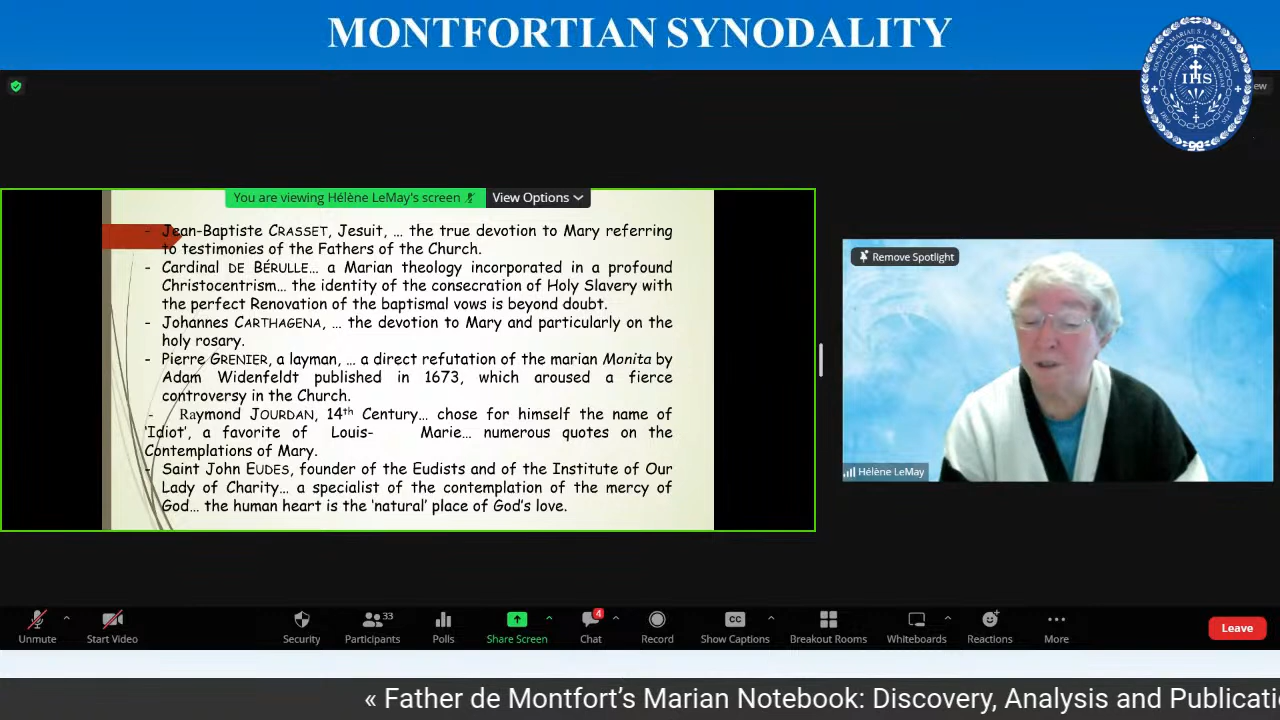 MONTFORTIAN SYNODALITY
IHS
ew
You are viewing Hélène LeMay's screen
View Options
- Jean-Baptiste CRASSET, Jesuit, ... the true devotion to Mary referring
to testimonies of the Fathers of the Church.
- Cardinal DE BÉRULLE... a Marian theology incorporated in a profound
Christocentrism... the identity of the consecration of Holy Slavery with
the perfect Renovation of the baptismal vows is beyond doubt.
- Johannes CARTHAGENA, ... the devotion to Mary and particularly on the
holy rosary.
- Pierre GRENIER, a layman, ... a direct refutation of the marian Monita by
Adam Widenfeldt published in 1673, which aroused a fierce
controversy in the Church.
- Raymond JOURDAN, 14th Century... chose for himself the name of
'Idiot', a favorite of Louis- Marie... numerous quotes on the
Contemplations of Mary.
- Saint John EUDES, founder of the Eudists and of the Institute of Our
Lady of Charity... a specialist of the contemplation of the mercy of
God... the human heart is the 'natural' place of God's love.
Remove Spotlight
Hélène LeMay
Unmute
Start Video
Security
33
Participants
Polls
Share Screen
4
Chat
Record
CC
Show Captions
Breakout Rooms
Whiteboards
Reactions
More
Leave
« Father de Montfort's Marian Notebook: Discovery, Analysis and Publicati